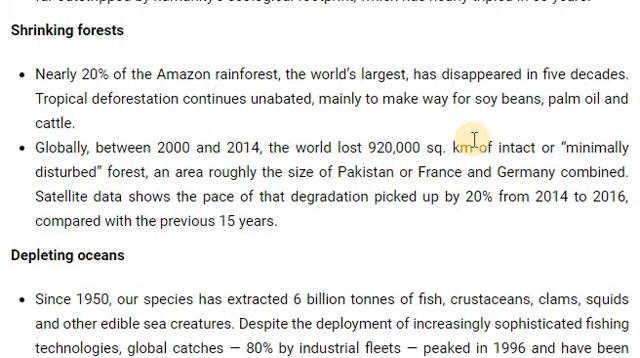 Shrinking forests
• Nearly 20% of the Amazon rainforest, the world's largest, has disappeared in five decades.
Tropical deforestation continues unabated, mainly to make way for soy beans, palm oil and
cattle.
• Globally, between 2000 and 2014, the world lost 920,000 sq. km of intact or “minimally
disturbed” forest, an area roughly the size of Pakistan or France and Germany combined.
Satellite data shows the pace of that degradation picked up by 20% from 2014 to 2016,
compared with the previous 15 years.
Depleting oceans
• Since 1950, our species has extracted 6 billion tonnes of fish, crustaceans, clams, squids
and other edible sea creatures. Despite the deployment of increasingly sophisticated fishing
technologies, global catches — 80% by industrial fleets — peaked in 1996 and have been